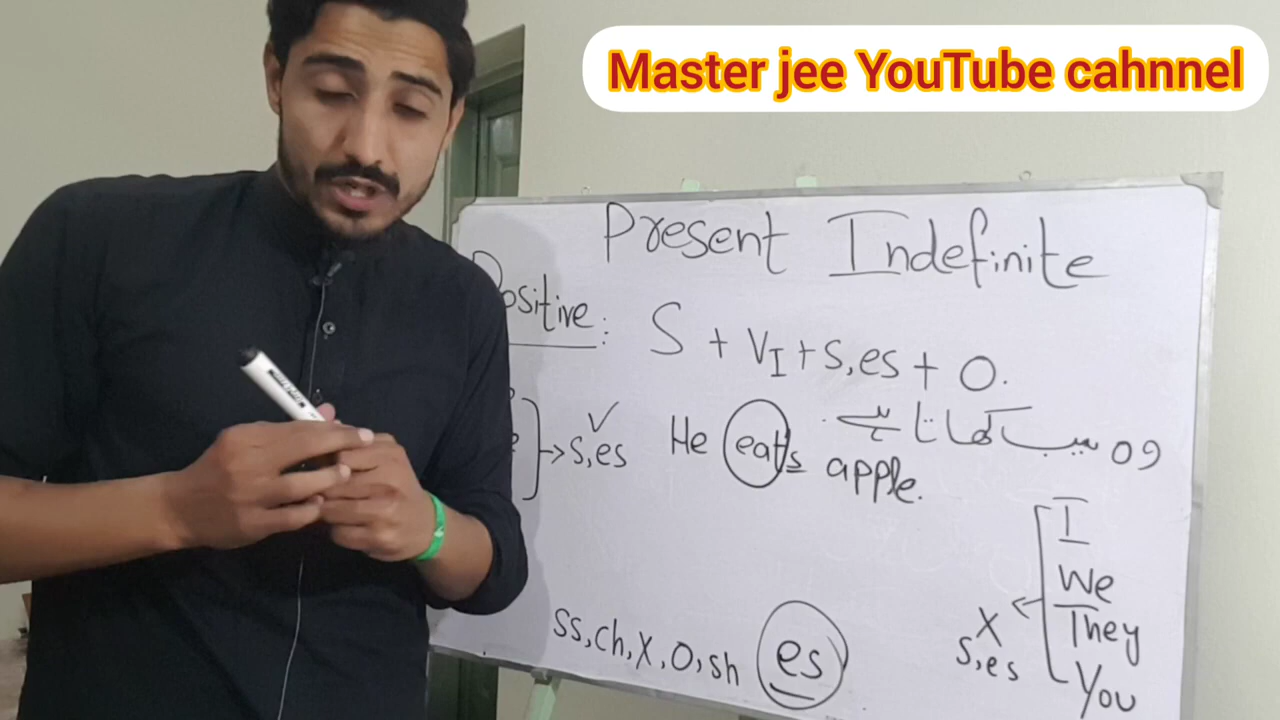 Master jee YouTube cahnnel
Present Indefinite
Positive:
S + VI + s,es + O.
وہ سیب کھاتا ہے.
✓
s,es
He eats apple.
I
We
They
You
X
s,es
ss,ch,x,o,sh es